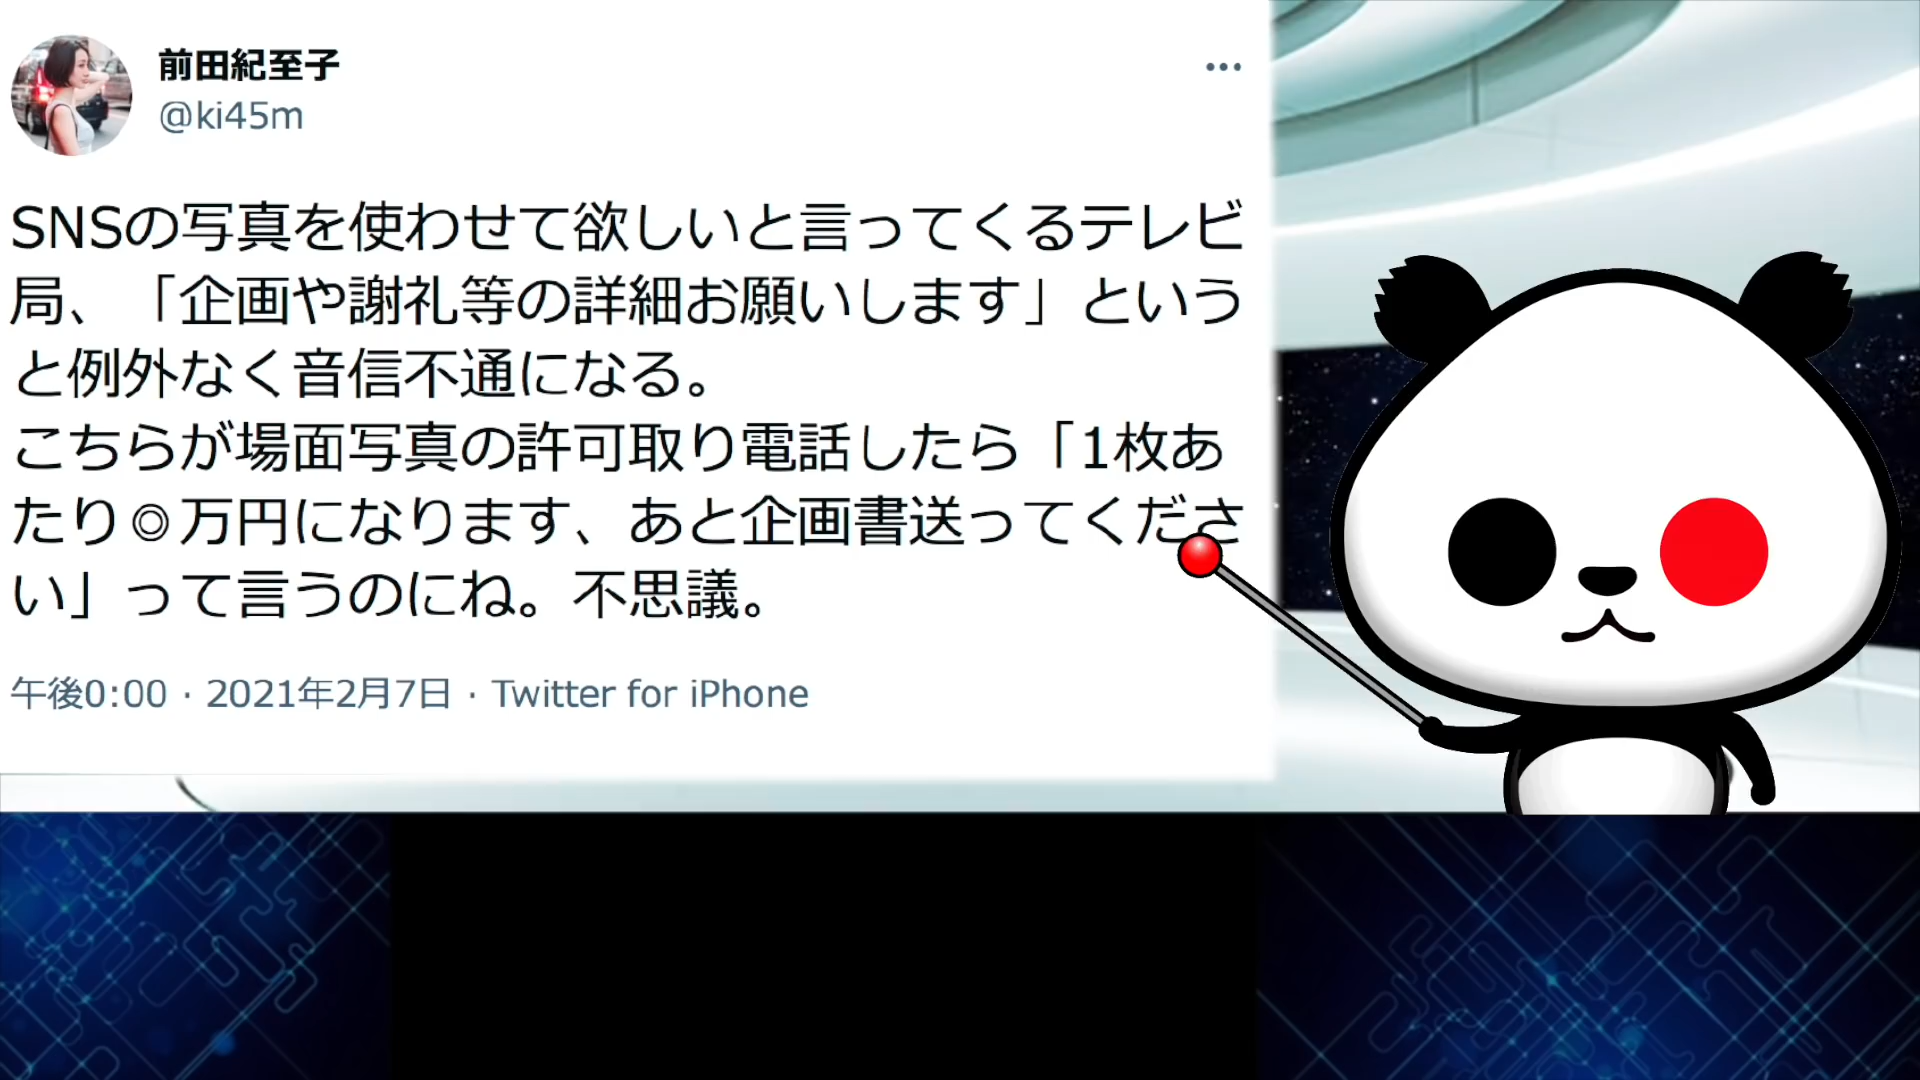 前田紀至子
@ki45m
SNSの写真を使わせて欲しいと言ってくるテレビ
局、「企画や謝礼等の詳細お願いします」という
と例外なく音信不通になる。
こちらが場面写真の許可取り電話したら「1枚あ
たり◎万円になります、あと企画書送ってくださ
い」って言うのにね。不思議。
午後0:00 · 2021年2月7日 · Twitter for iPhone